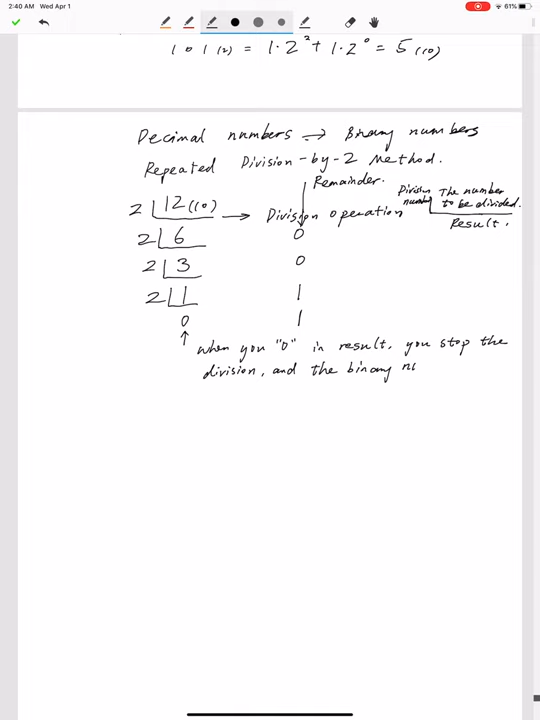 2:40 AM Wed Apr 1
61%
1 0 1 (2) = 1·2² + 1·2⁰ = 5 (10)
Decimal numbers → Binary numbers
Repeated Division-by-2 Method.
Remainder.
Division number The number to be divided.
Result.
2 12 (10) → Division operation
2 6 0
2 3 0
2 1 1
0 1
↑
when you "0" in result, you stop the
division, and the binary